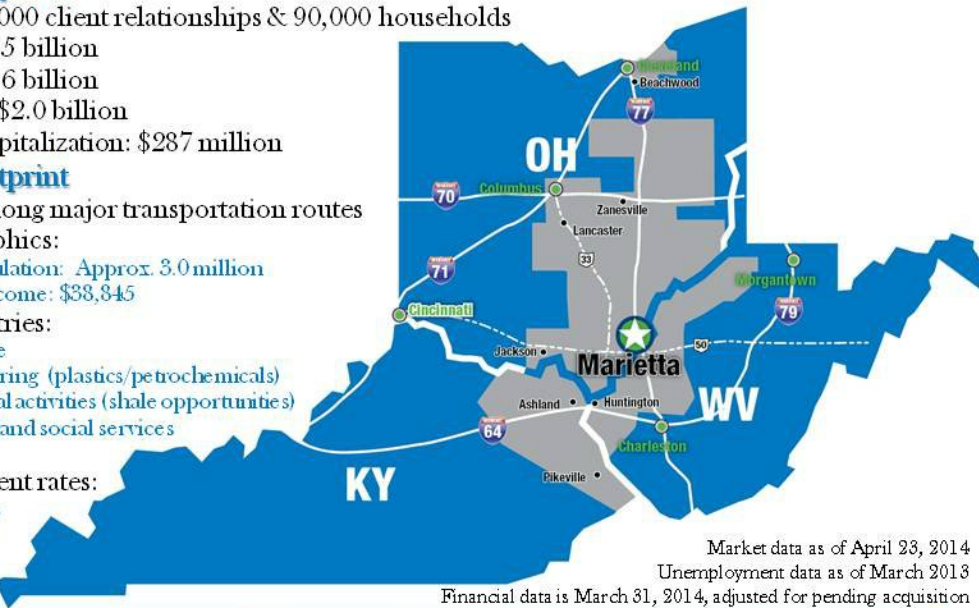 000 client relationships & 90,000 households
5 billion
6 billion
$2.0 billion
pitalization: $287 million
tprint
long major transportation routes
phics:
ulation: Approx. 3.0 million
come: $38,845
tries:
e
ring (plastics/petrochemicals)
al activities (shale opportunities)
and social services
ent rates:
Cleveland
Beachwood
77
OH
70
Columbus
Zanesville
Lancaster
33
71
Morgantown
79
Cincinnati
50
Jackson
Marietta
Ashland
Huntington
WV
64
Charleston
KY
Pikeville
Market data as of April 23, 2014
Unemployment data as of March 2013
Financial data is March 31, 2014, adjusted for pending acquisition